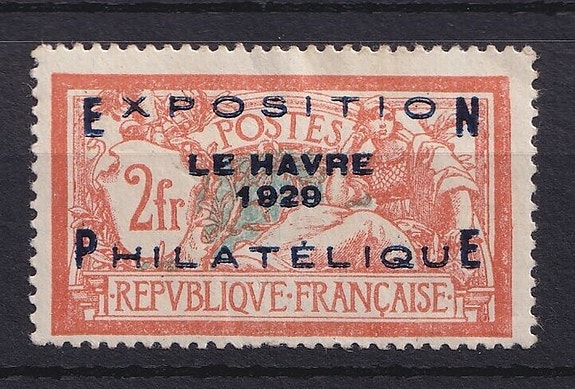 EXPOSITION
POSTES
LE HAVRE
1929
2fr
PHILATÉLIQUE
·REPVBLIQVE·FRANÇAISE·